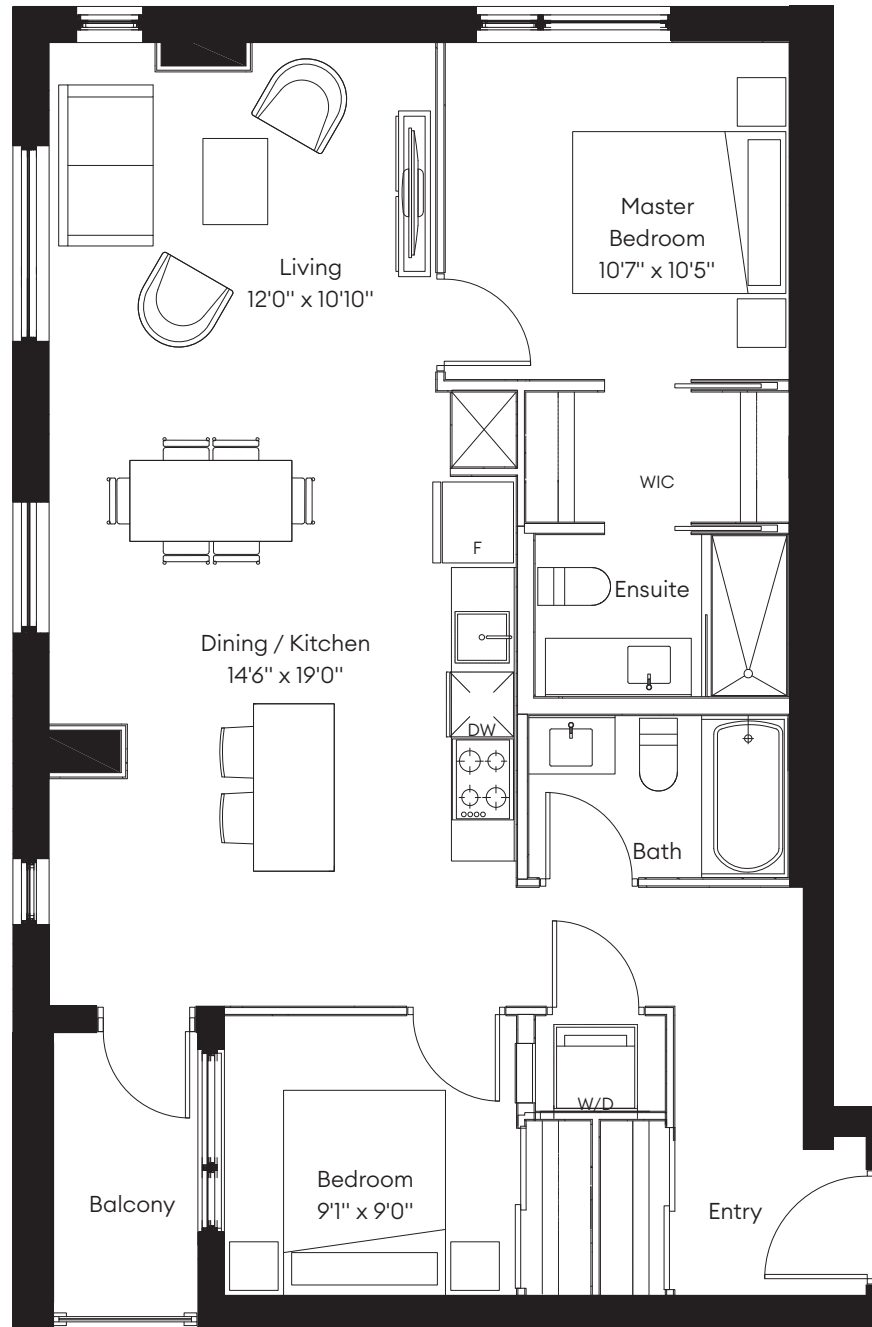 Master
Bedroom
10'7" x 10'5"
Living
12'0" x 10'10"
WIC
F
Ensuite
Dining / Kitchen
14'6" x 19'0"
DW
Bath
W/D
Bedroom
9'1" x 9'0"
Balcony
Entry